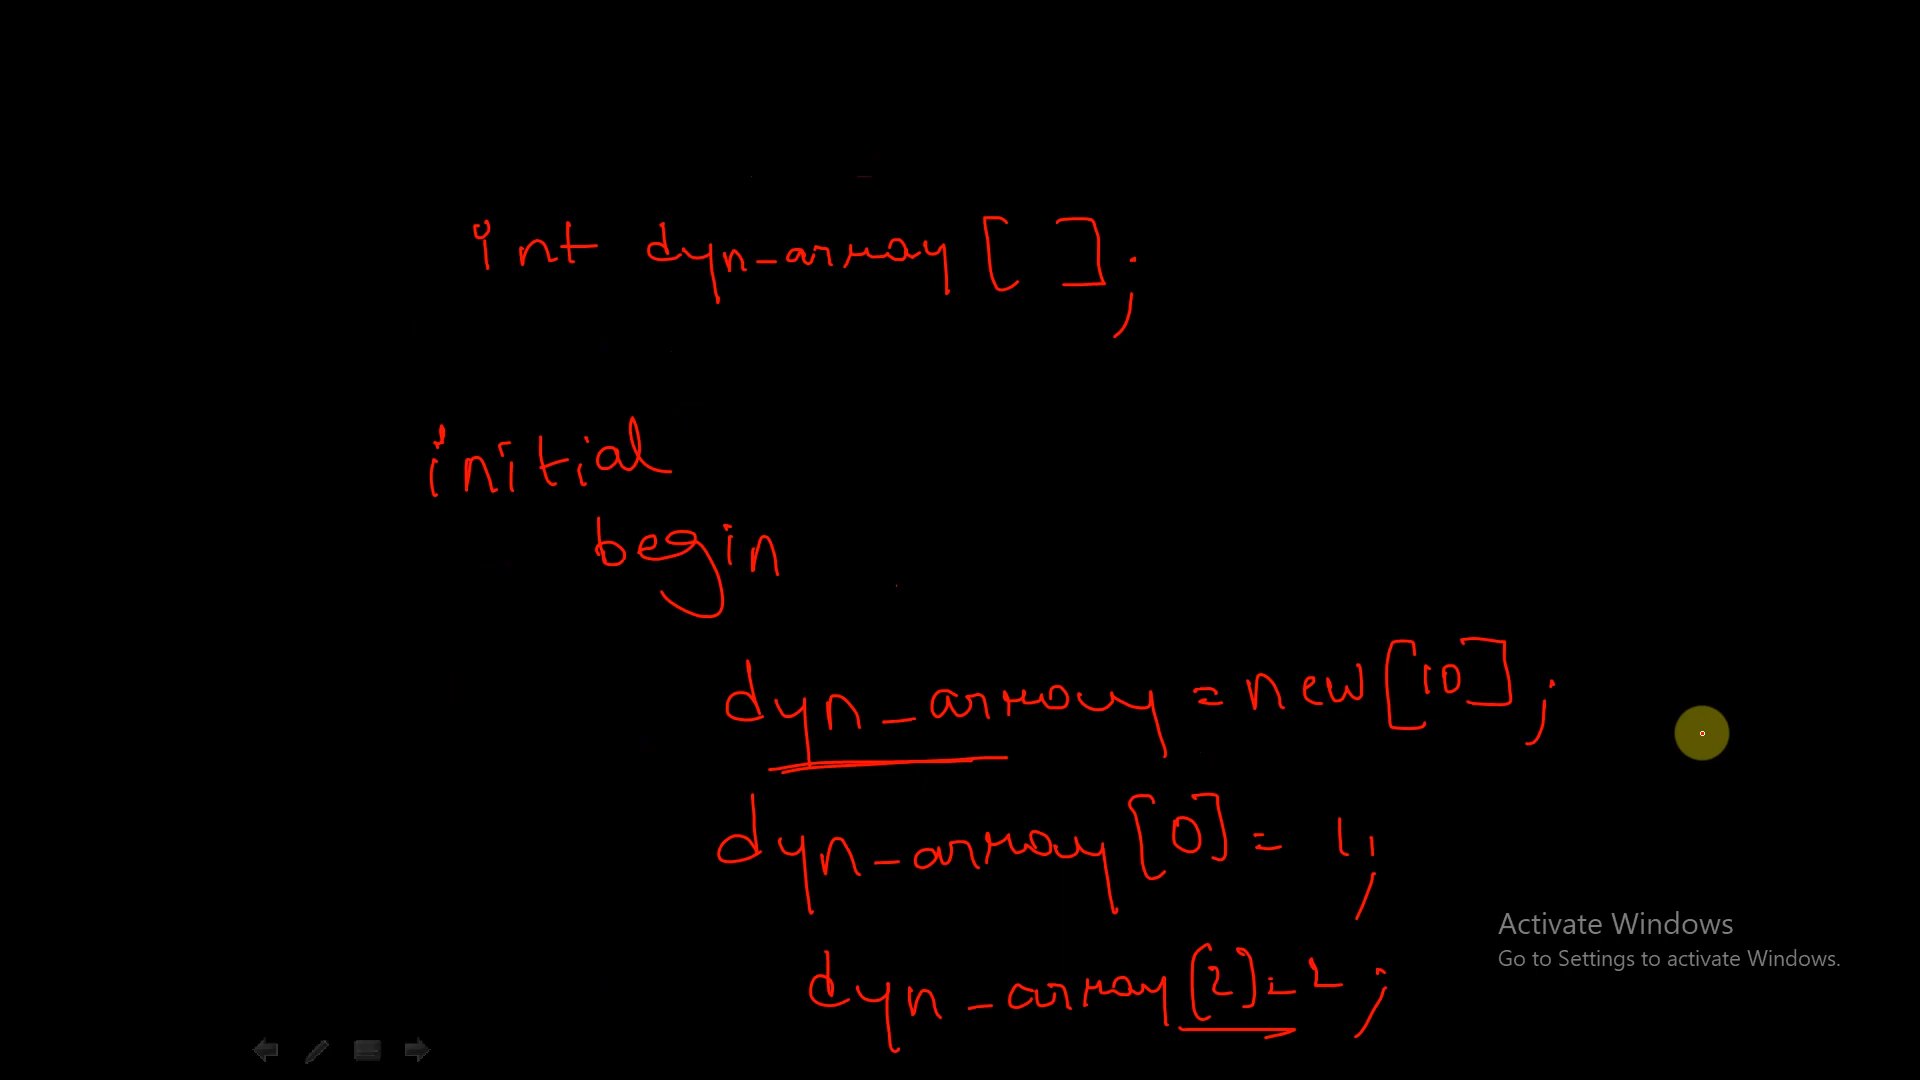 int dyn_array[ ];
initial
begin
dyn_array = new[10];
dyn_array[0] = 1;
dyn_array[2] = 2;
Activate Windows
Go to Settings to activate Windows.